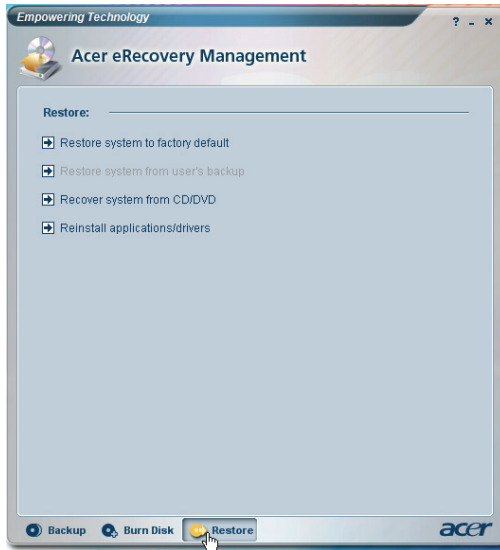 Empowering Technology
? - ×
Acer eRecovery Management
Restore:
Restore system to factory default
Restore system from user's backup
Recover system from CD/DVD
Reinstall applications/drivers
Backup Burn Disk Restore acer